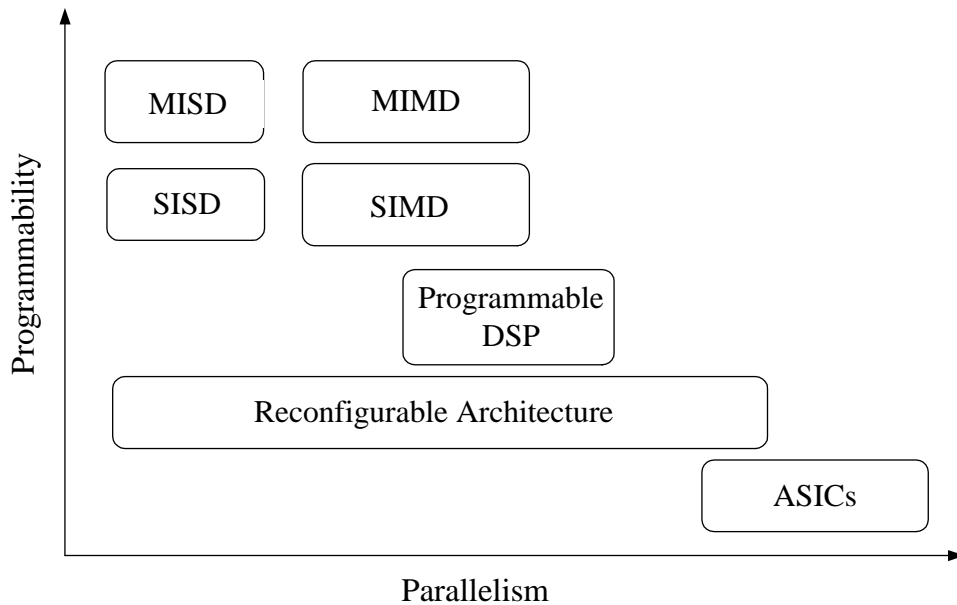 MISD
MIMD
SISD
SIMD
Programmable
DSP
Reconfigurable Architecture
ASICs
Programmability
Parallelism